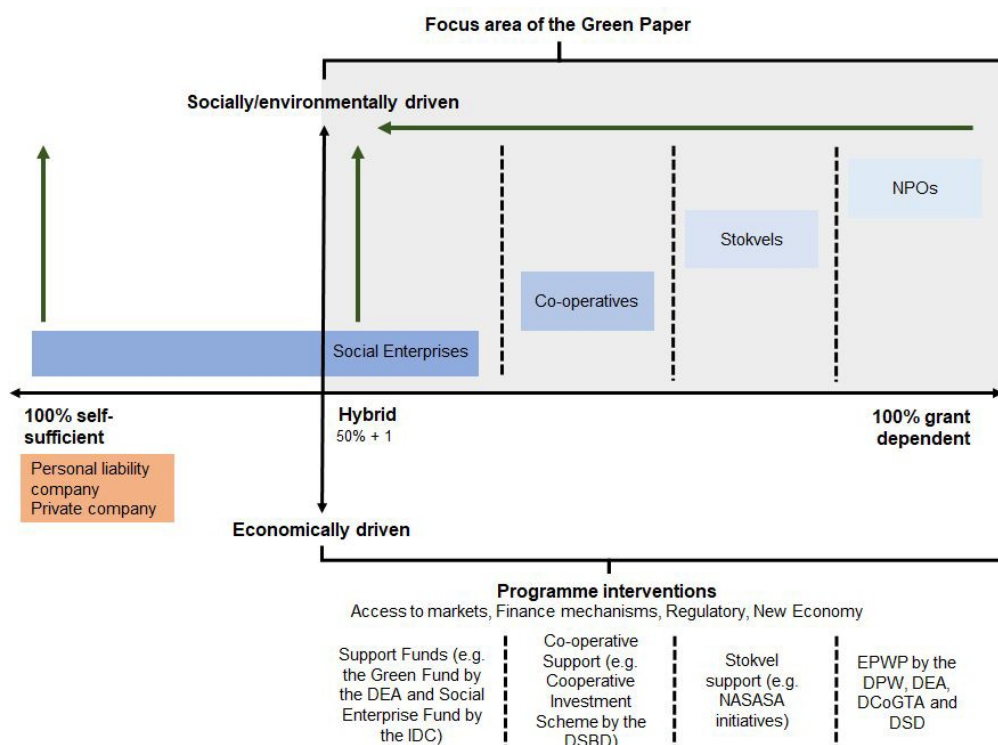 Focus area of the Green Paper
Socially/environmentally driven
NPOs
Stokvels
Co-operatives
Social Enterprises
100% self-
sufficient
Hybrid
50% + 1
100% grant
dependent
Personal liability
company
Private company
Economically driven
Programme interventions
Access to markets, Finance mechanisms, Regulatory, New Economy
Support Funds (e.g.
the Green Fund by
the DEA and Social
Enterprise Fund by
the IDC)
Co-operative
Support (e.g.
Cooperative
Investment
Scheme by the
DSBD)
Stokvel
support (e.g.
NASASA
initiatives)
EPWP by the
DPW, DEA,
DCoGTA and
DSD